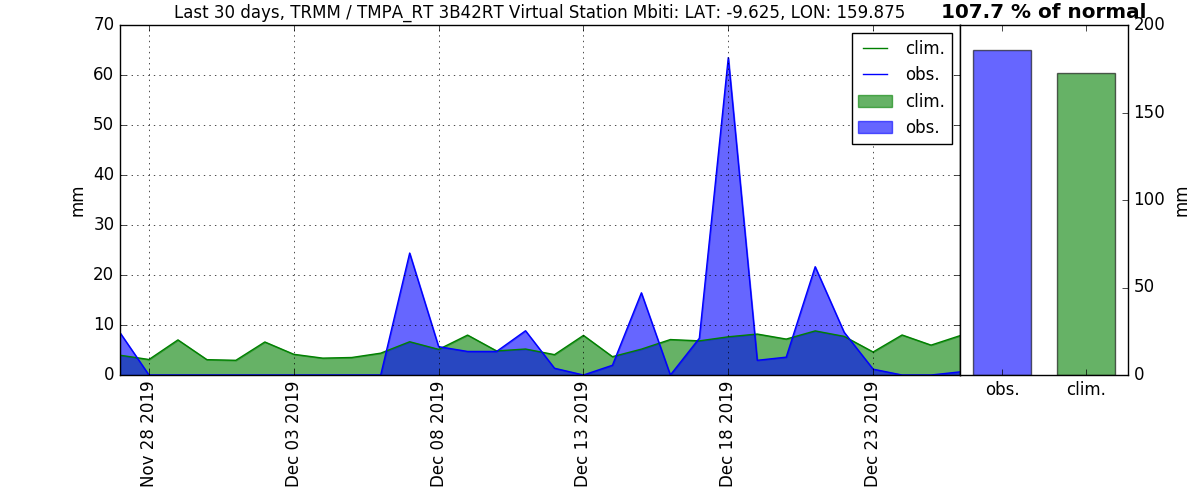 Last 30 days, TRMM / TMPA_RT 3B42RT Virtual Station Mbiti: LAT: -9.625, LON: 159.875
107.7 % of normal
70
60
50
40
30
20
10
0
mm
clim.
obs.
clim.
obs.
Nov 28 2019
Dec 03 2019
Dec 08 2019
Dec 13 2019
Dec 18 2019
Dec 23 2019
200
150
100
50
0
mm
obs.
clim.